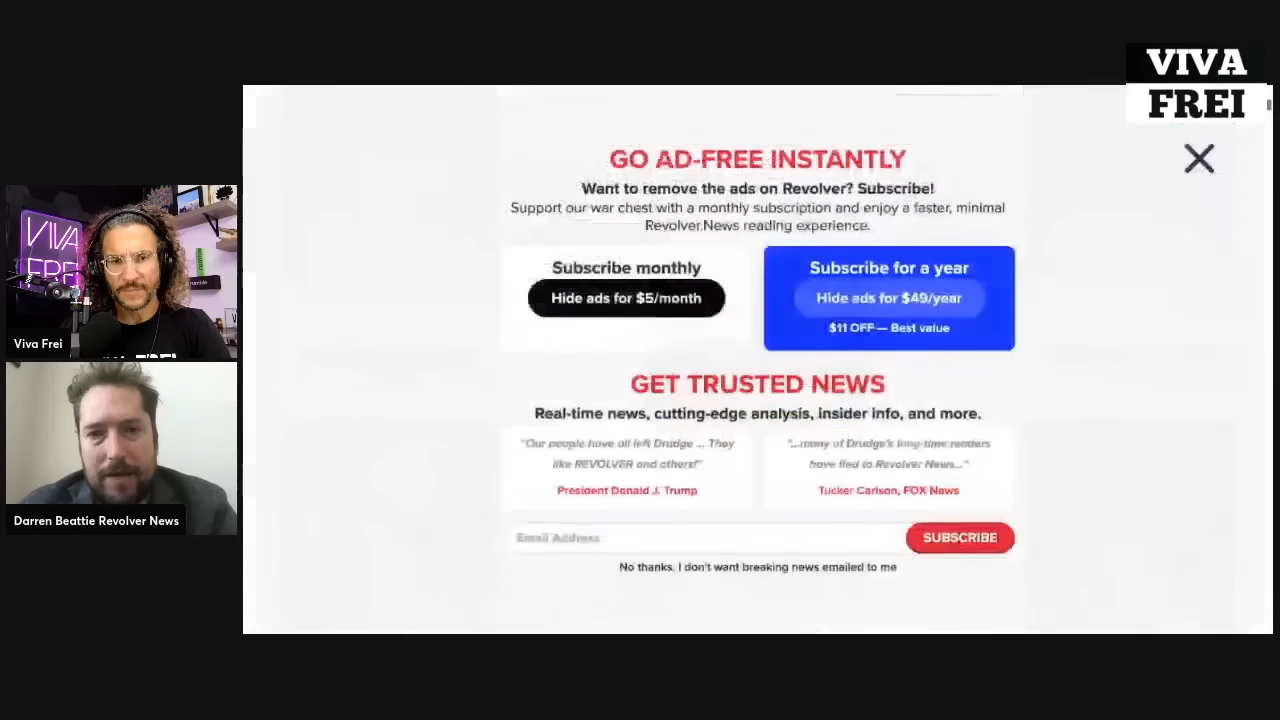 VIVA
FREI
GO AD-FREE INSTANTLY
Want to remove the ads on Revolver? Subscribe!
Support our war chest with a monthly subscription and enjoy a faster, minimal
Revolver.News reading experience.
Subscribe monthly
Hide ads for $5/month
Subscribe for a year
Hide ads for $49/year
$11 OFF — Best value
GET TRUSTED NEWS
Real-time news, cutting-edge analysis, insider info, and more.
"Our people have all left Drudge ... They
like REVOLVER and others!"
President Donald J. Trump
"...many of Drudge's long-time readers
have fled to Revolver News..."
Tucker Carlson, FOX News
Email Address
SUBSCRIBE
No thanks. I don't want breaking news emailed to me
VIVA
FREI
rumble
VIVA FREI
Viva Frei
Darren Beattie Revolver News